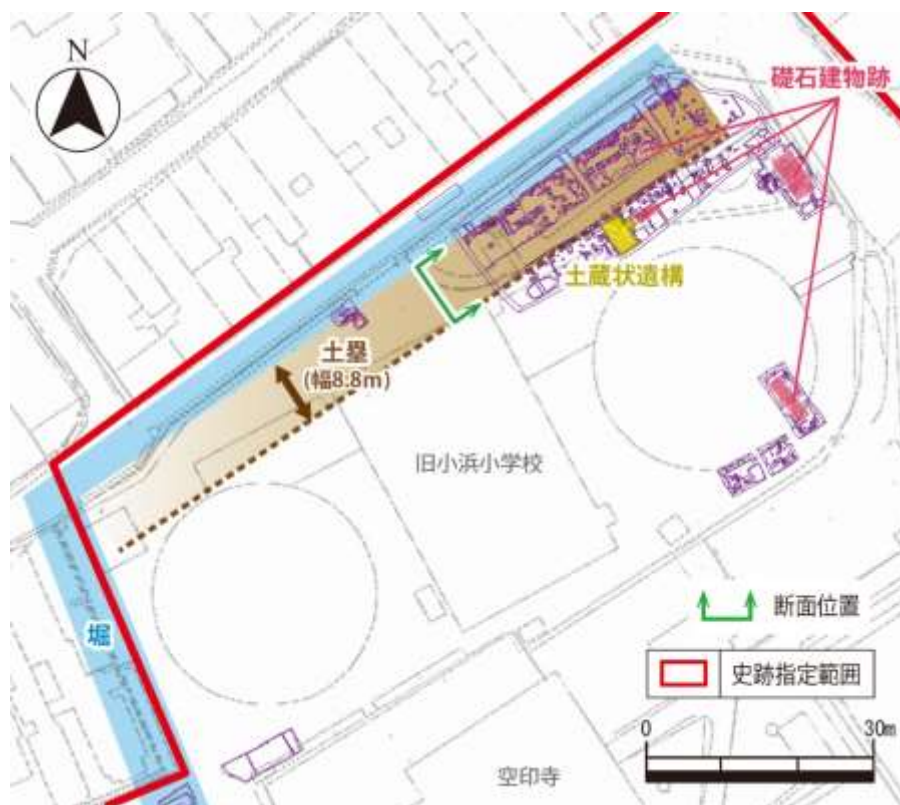 N
礎石建物跡
土蔵状遺構
土塁
(幅8.8m)
旧小浜小学校
堀
断面位置
史跡指定範囲
0 30m
空印寺